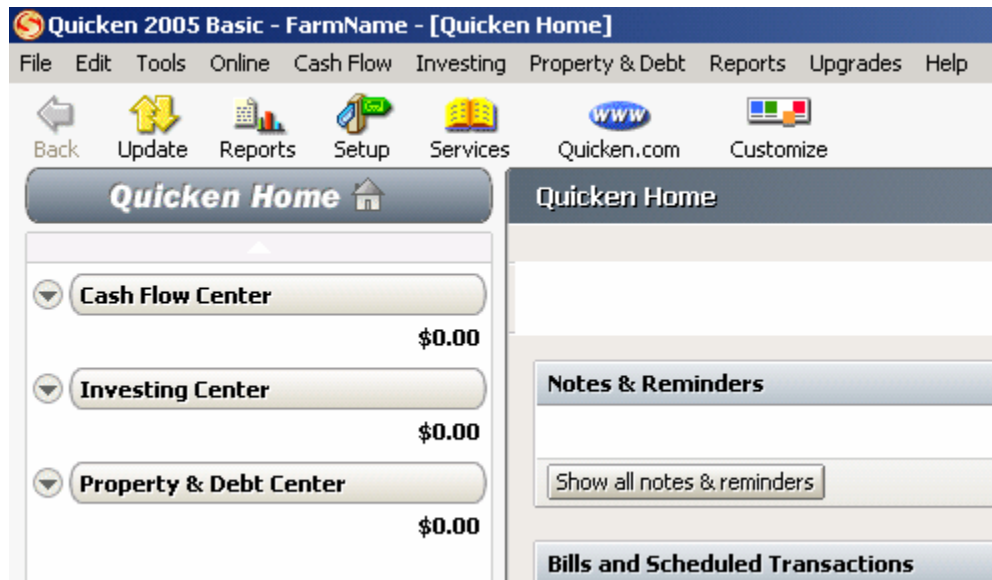 Quicken 2005 Basic - FarmName - [Quicken Home]
File Edit Tools Online Cash Flow Investing Property & Debt Reports Upgrades Help
www
Back Update Reports Setup Services Quicken.com Customize
Quicken Home
Quicken Home
Cash Flow Center
$0.00
Investing Center
$0.00
Property & Debt Center
$0.00
Notes & Reminders
Show all notes & reminders
Bills and Scheduled Transactions